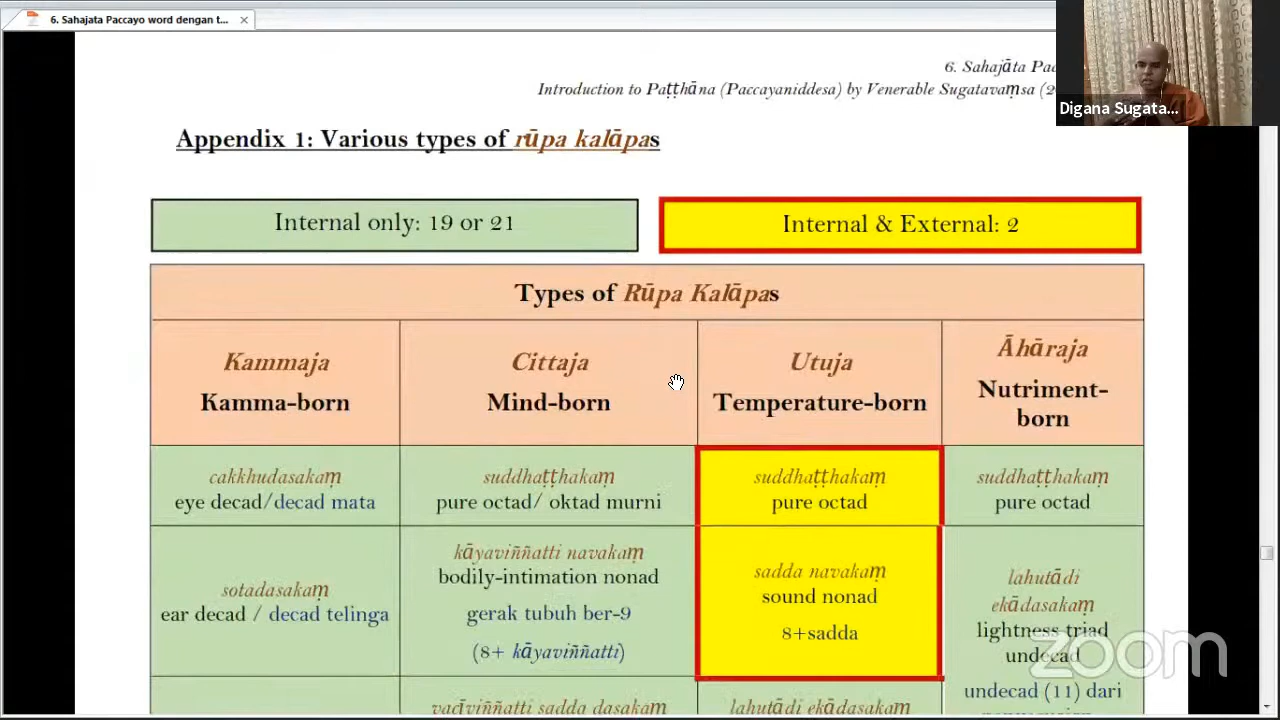 6. Sahajata Paccayo word dengan t...
6. Sahajāta Pac
Introduction to Paṭṭhāna (Paccayaniddesa) by Venerable Sugatavaṃsa (2
Digana Sugata...
Appendix 1: Various types of rūpa kalāpas
Internal only: 19 or 21
Internal & External: 2
Types of Rūpa Kalāpas
Kammaja
Kamma-born
Cittaja
Mind-born
Utuja
Temperature-born
Āhāraja
Nutriment-
born
cakkhudasakaṃ
eye decad/decad mata
suddhaṭṭhakaṃ
pure octad/ oktad murni
suddhaṭṭhakaṃ
pure octad
suddhaṭṭhakaṃ
pure octad
sotadasakaṃ
ear decad / decad telinga
kāyaviññatti navakaṃ
bodily-intimation nonad
gerak tubuh ber-9
(8+ kāyaviññatti)
sadda navakaṃ
sound nonad
8+sadda
lahutādi
ekādasakaṃ
lightness triad
undecad
undecad (11) dari
vacīviññatti sadda dasakaṃ
lahutādi ekādasakaṃ
zoom